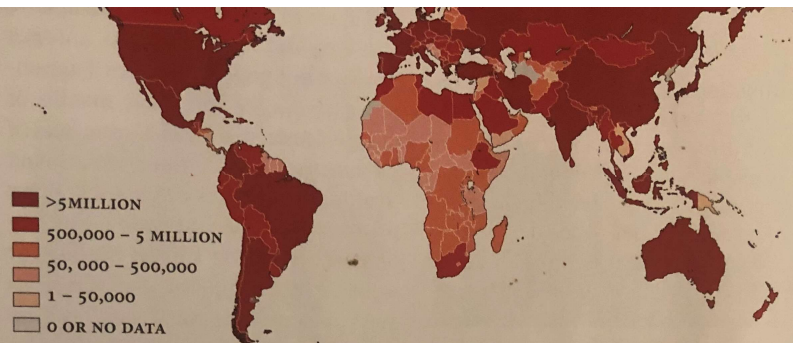 >5MILLION
500,000 – 5 MILLION
50, 000 – 500,000
1 – 50,000
0 OR NO DATA